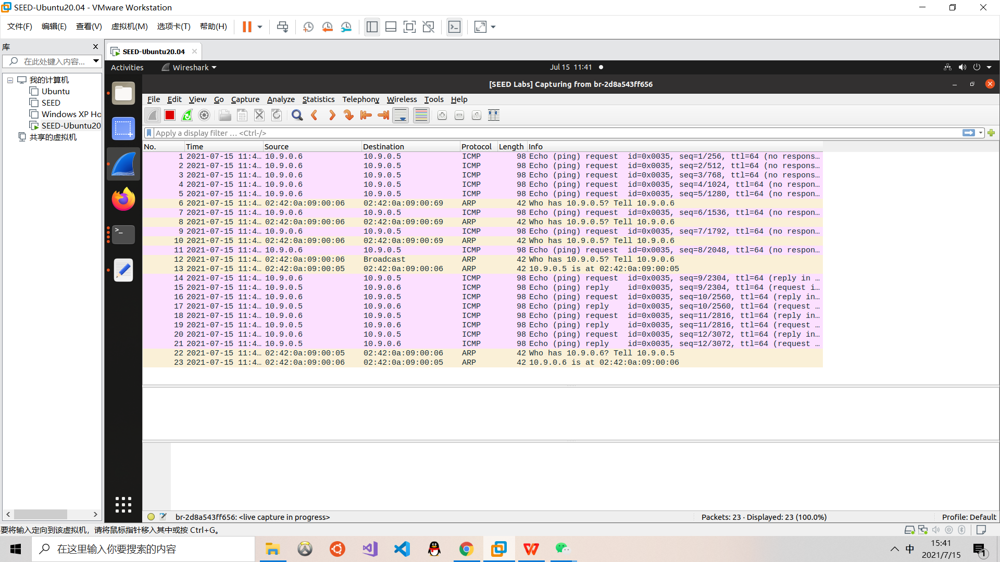 SEED-Ubuntu20.04 - VMware Workstation
文件(F) 编辑(E) 查看(V) 虚拟机(M) 选项卡(T) 帮助(H)
库
在此处键入内容...
我的计算机
Ubuntu
SEED
Windows XP Ho
SEED-Ubuntu20
共享的虚拟机
SEED-Ubuntu20.04
Activities Wireshark Jul 15 11:41
[SEED Labs] Capturing from br-2d8a543ff656
File Edit View Go Capture Analyze Statistics Telephony Wireless Tools Help
Apply a display filter … <Ctrl-/>
No. Time Source Destination Protocol Length Info
1 2021-07-15 11:4… 10.9.0.6 10.9.0.5 ICMP 98 Echo (ping) request id=0x0035, seq=1/256, ttl=64 (no respons…
2 2021-07-15 11:4… 10.9.0.6 10.9.0.5 ICMP 98 Echo (ping) request id=0x0035, seq=2/512, ttl=64 (no respons…
3 2021-07-15 11:4… 10.9.0.6 10.9.0.5 ICMP 98 Echo (ping) request id=0x0035, seq=3/768, ttl=64 (no respons…
4 2021-07-15 11:4… 10.9.0.6 10.9.0.5 ICMP 98 Echo (ping) request id=0x0035, seq=4/1024, ttl=64 (no respon…
5 2021-07-15 11:4… 10.9.0.6 10.9.0.5 ICMP 98 Echo (ping) request id=0x0035, seq=5/1280, ttl=64 (no respon…
6 2021-07-15 11:4… 02:42:0a:09:00:06 02:42:0a:09:00:69 ARP 42 Who has 10.9.0.5? Tell 10.9.0.6
7 2021-07-15 11:4… 10.9.0.6 10.9.0.5 ICMP 98 Echo (ping) request id=0x0035, seq=6/1536, ttl=64 (no respon…
8 2021-07-15 11:4… 02:42:0a:09:00:06 02:42:0a:09:00:69 ARP 42 Who has 10.9.0.5? Tell 10.9.0.6
9 2021-07-15 11:4… 10.9.0.6 10.9.0.5 ICMP 98 Echo (ping) request id=0x0035, seq=7/1792, ttl=64 (no respon…
10 2021-07-15 11:4… 02:42:0a:09:00:06 02:42:0a:09:00:69 ARP 42 Who has 10.9.0.5? Tell 10.9.0.6
11 2021-07-15 11:4… 10.9.0.6 10.9.0.5 ICMP 98 Echo (ping) request id=0x0035, seq=8/2048, ttl=64 (no respon…
12 2021-07-15 11:4… 02:42:0a:09:00:06 Broadcast ARP 42 Who has 10.9.0.5? Tell 10.9.0.6
13 2021-07-15 11:4… 02:42:0a:09:00:05 02:42:0a:09:00:06 ARP 42 10.9.0.5 is at 02:42:0a:09:00:05
14 2021-07-15 11:4… 10.9.0.6 10.9.0.5 ICMP 98 Echo (ping) request id=0x0035, seq=9/2304, ttl=64 (reply in …
15 2021-07-15 11:4… 10.9.0.5 10.9.0.6 ICMP 98 Echo (ping) reply id=0x0035, seq=9/2304, ttl=64 (request i…
16 2021-07-15 11:4… 10.9.0.6 10.9.0.5 ICMP 98 Echo (ping) request id=0x0035, seq=10/2560, ttl=64 (reply in…
17 2021-07-15 11:4… 10.9.0.5 10.9.0.6 ICMP 98 Echo (ping) reply id=0x0035, seq=10/2560, ttl=64 (request …
18 2021-07-15 11:4… 10.9.0.6 10.9.0.5 ICMP 98 Echo (ping) request id=0x0035, seq=11/2816, ttl=64 (reply in…
19 2021-07-15 11:4… 10.9.0.5 10.9.0.6 ICMP 98 Echo (ping) reply id=0x0035, seq=11/2816, ttl=64 (request …
20 2021-07-15 11:4… 10.9.0.6 10.9.0.5 ICMP 98 Echo (ping) request id=0x0035, seq=12/3072, ttl=64 (reply in…
21 2021-07-15 11:4… 10.9.0.5 10.9.0.6 ICMP 98 Echo (ping) reply id=0x0035, seq=12/3072, ttl=64 (request …
22 2021-07-15 11:4… 02:42:0a:09:00:05 02:42:0a:09:00:06 ARP 42 Who has 10.9.0.6? Tell 10.9.0.5
23 2021-07-15 11:4… 02:42:0a:09:00:06 02:42:0a:09:00:05 ARP 42 10.9.0.6 is at 02:42:0a:09:00:06
br-2d8a543ff656: <live capture in progress> Packets: 23 · Displayed: 23 (100.0%) Profile: Default
要将输入定向到该虚拟机，请将鼠标指针移入其中或按 Ctrl+G。
在这里输入你要搜索的内容
中
15:41
2021/7/15
1